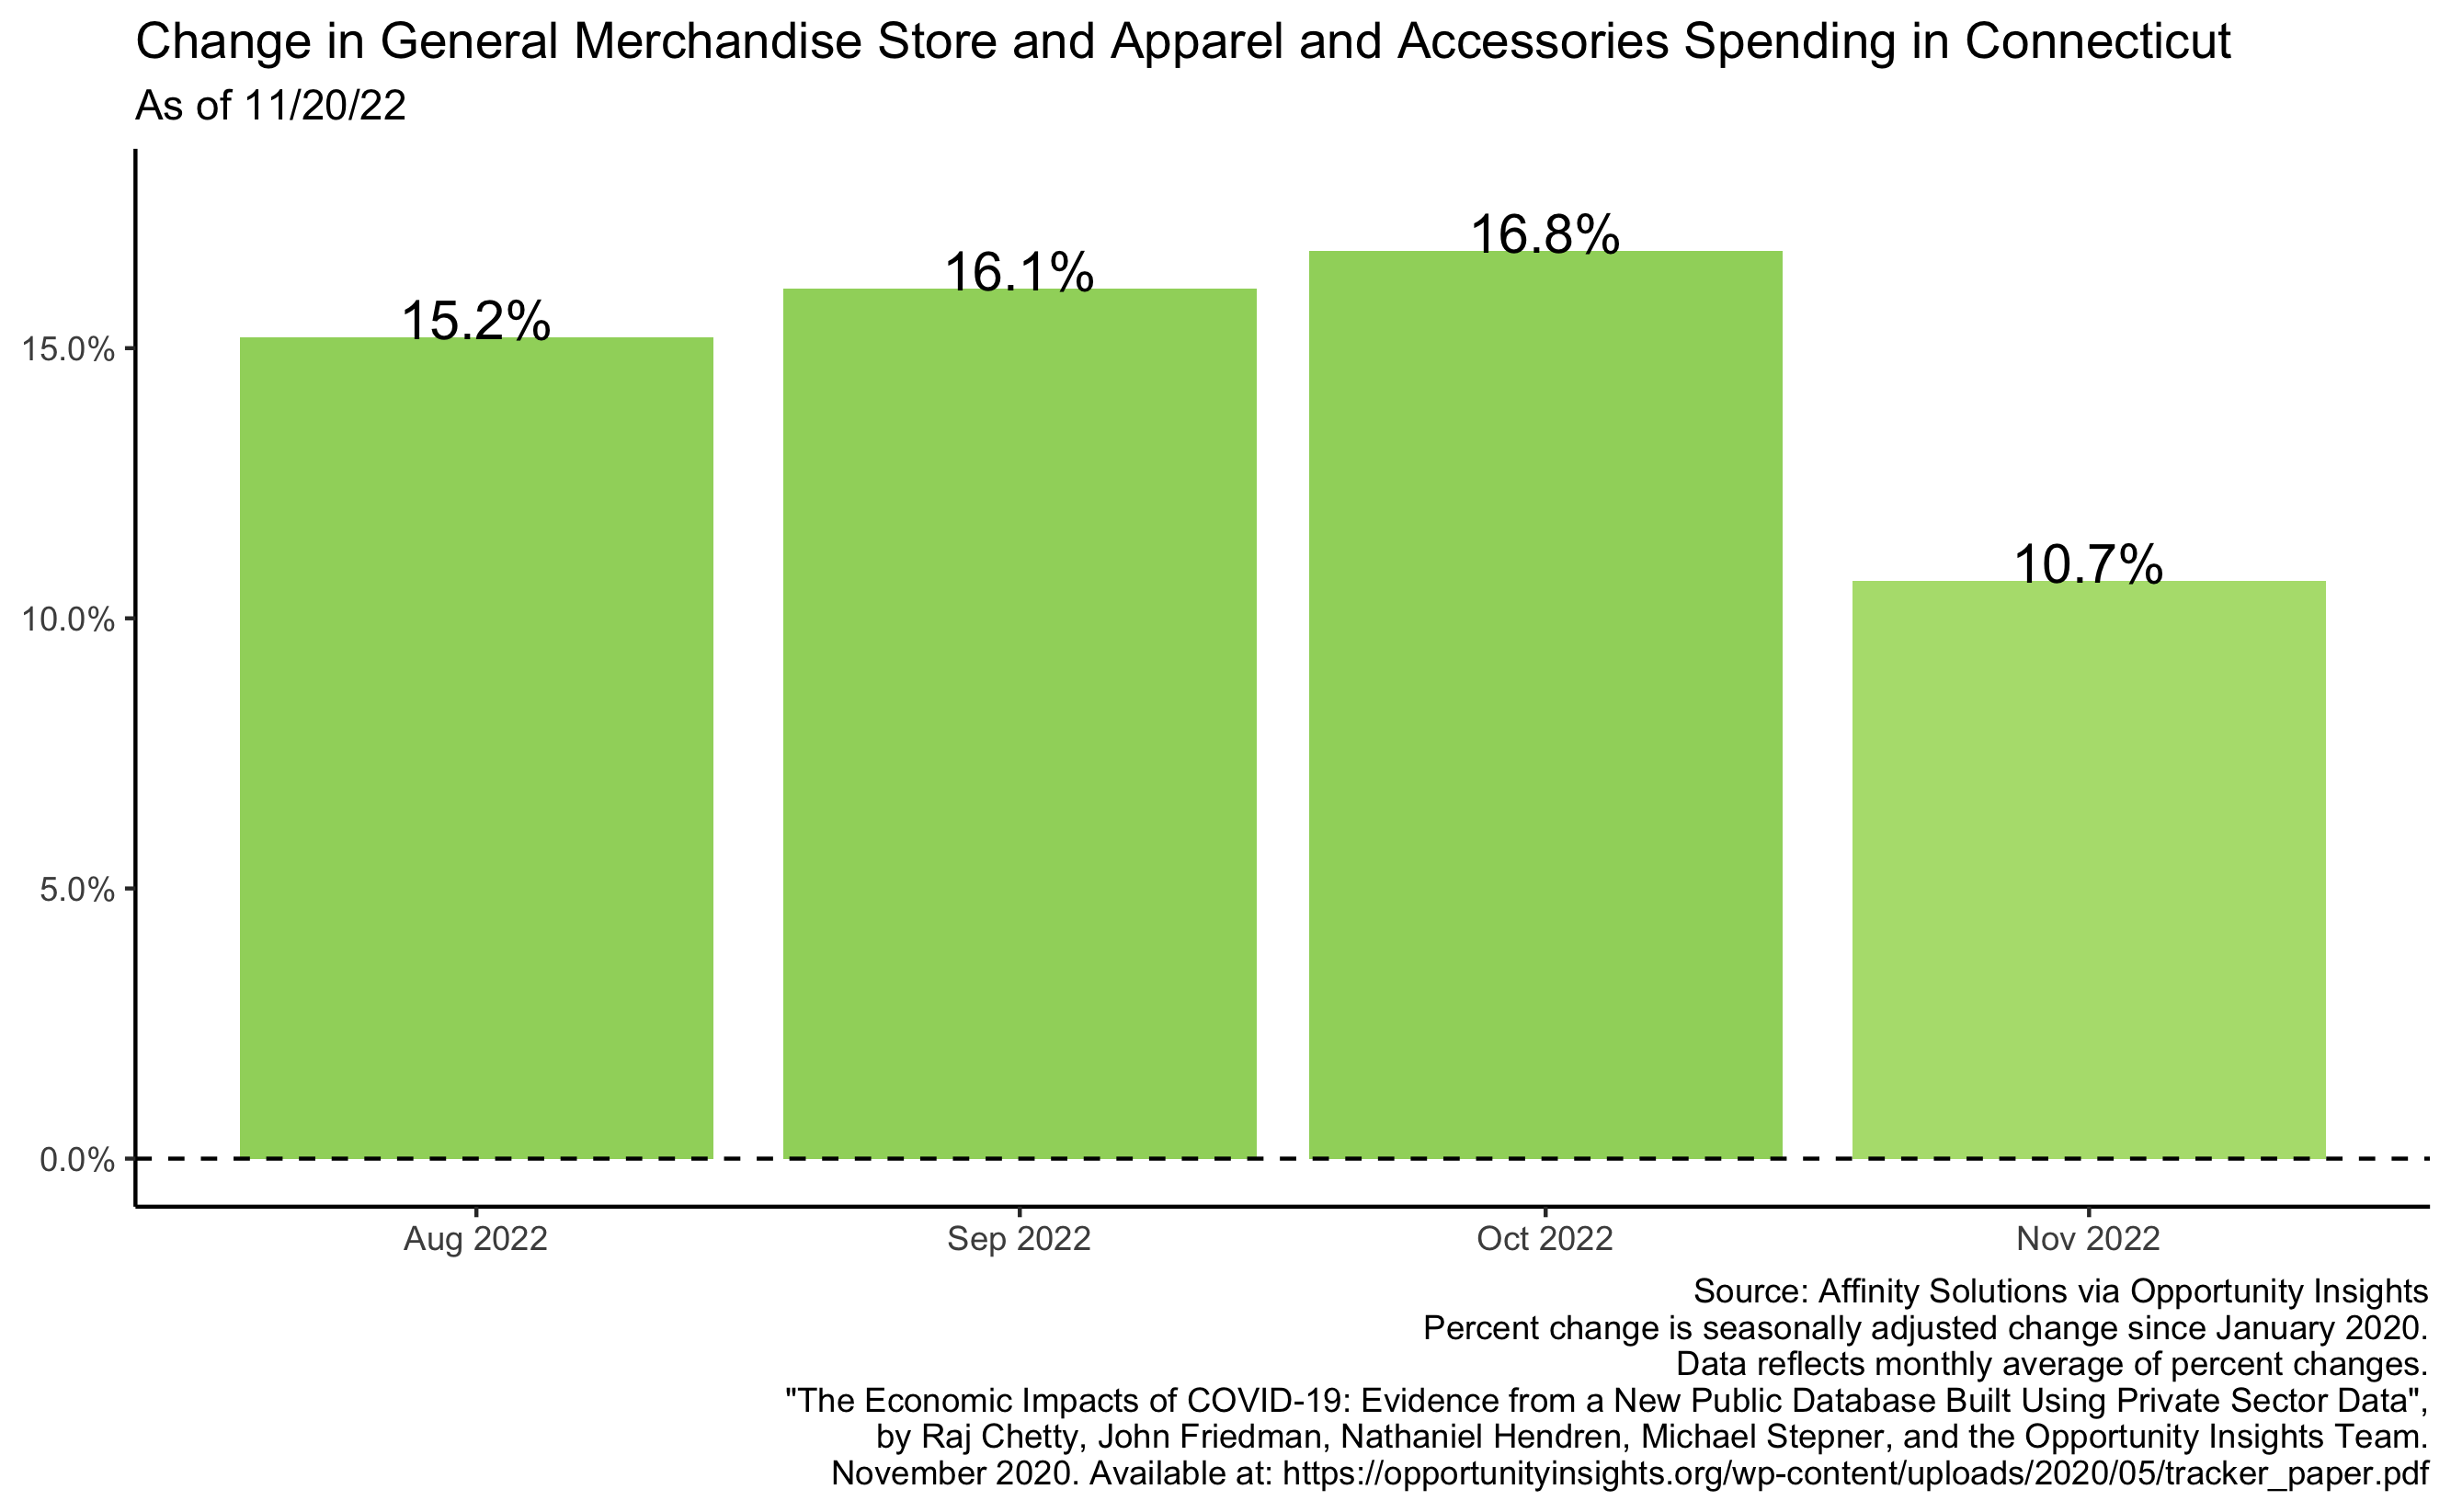 Change in General Merchandise Store and Apparel and Accessories Spending in Connecticut
As of 11/20/22
15.2%
16.1%
16.8%
10.7%
15.0%
10.0%
5.0%
0.0%
Aug 2022
Sep 2022
Oct 2022
Nov 2022
Source: Affinity Solutions via Opportunity Insights
Percent change is seasonally adjusted change since January 2020.
Data reflects monthly average of percent changes.
"The Economic Impacts of COVID-19: Evidence from a New Public Database Built Using Private Sector Data",
by Raj Chetty, John Friedman, Nathaniel Hendren, Michael Stepner, and the Opportunity Insights Team.
November 2020. Available at: https://opportunityinsights.org/wp-content/uploads/2020/05/tracker_paper.pdf